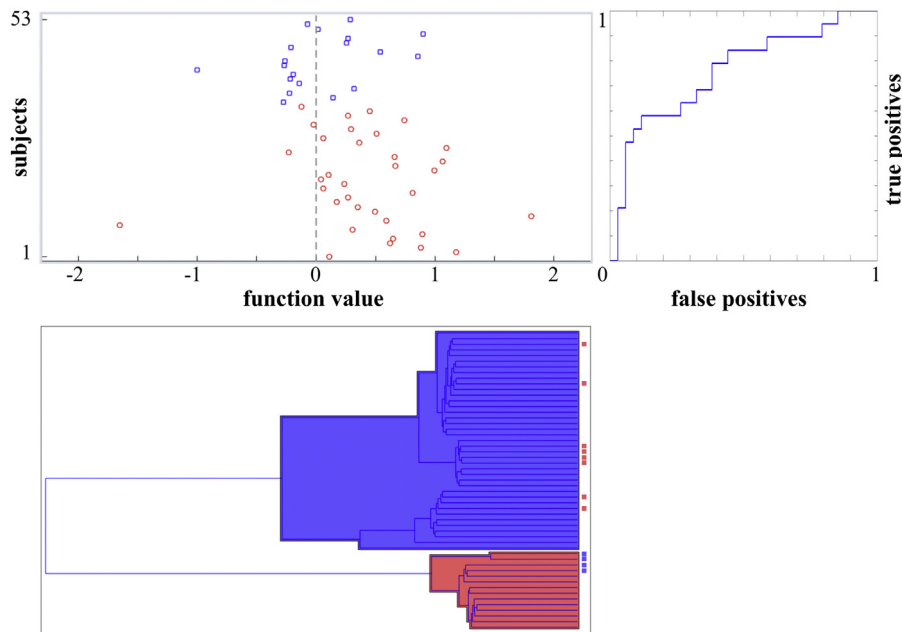 53
1
subjects
-2 -1 0 1 2
function value
1
0 1
false positives
true positives